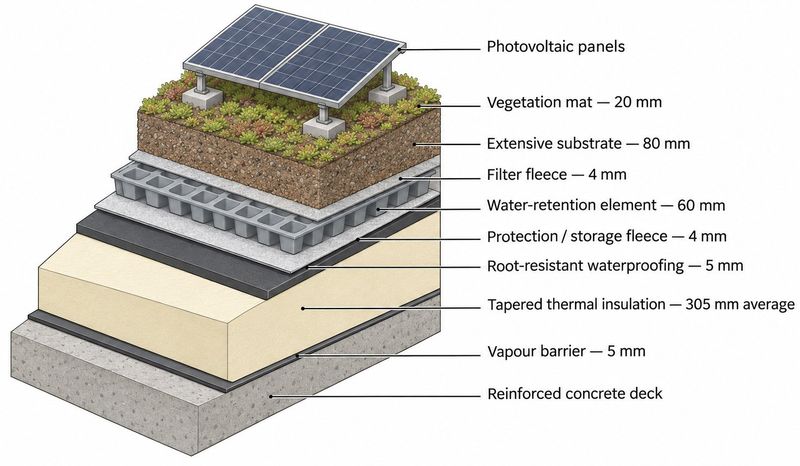 Photovoltaic panels
Vegetation mat — 20 mm
Extensive substrate — 80 mm
Filter fleece — 4 mm
Water-retention element — 60 mm
Protection / storage fleece — 4 mm
Root-resistant waterproofing — 5 mm
Tapered thermal insulation — 305 mm average
Vapour barrier — 5 mm
Reinforced concrete deck